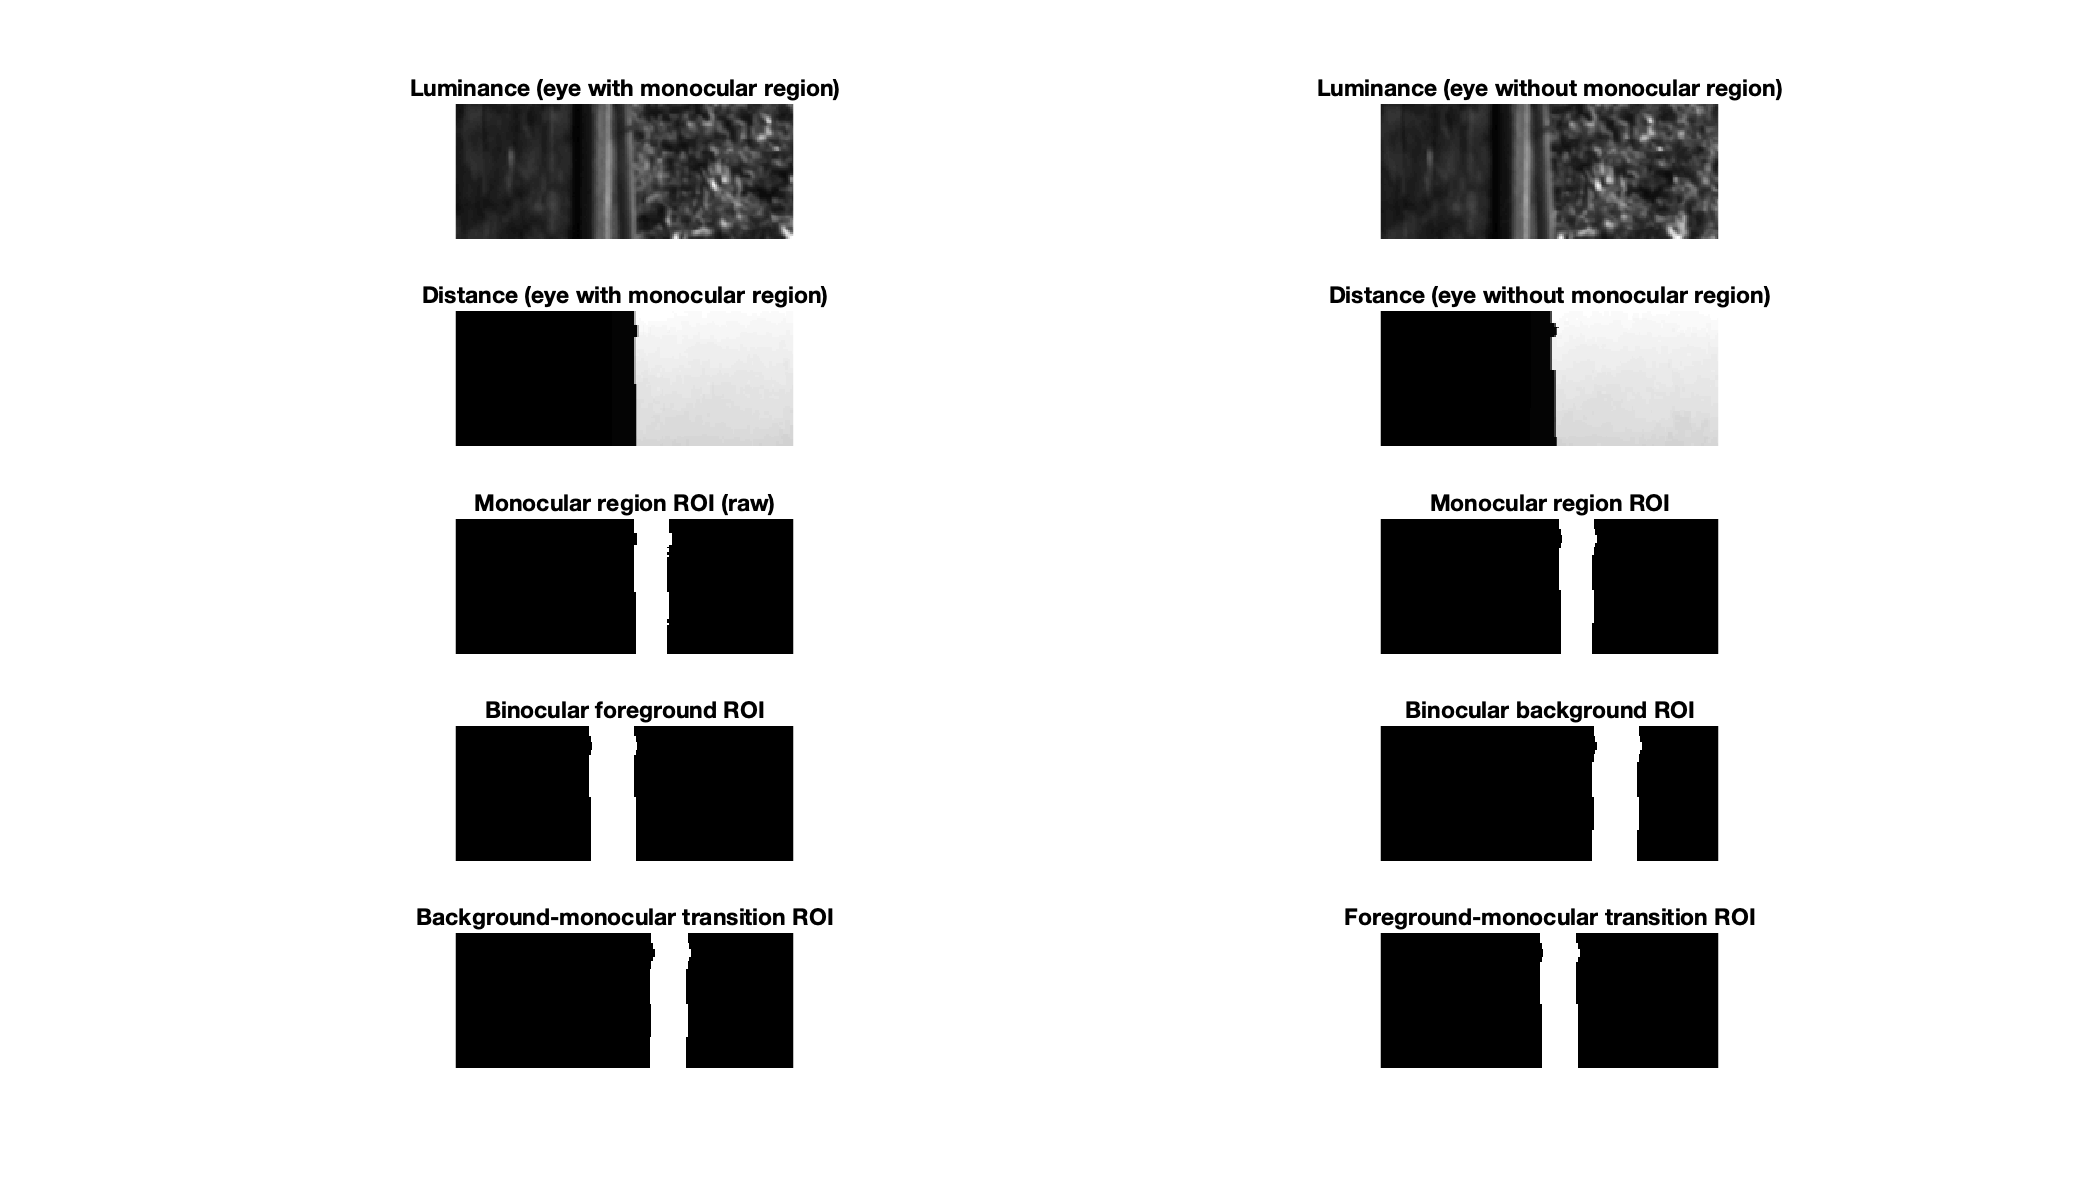 Luminance (eye with monocular region)
Luminance (eye without monocular region)
Distance (eye with monocular region)
Distance (eye without monocular region)
Monocular region ROI (raw)
Monocular region ROI
Binocular foreground ROI
Binocular background ROI
Background-monocular transition ROI
Foreground-monocular transition ROI